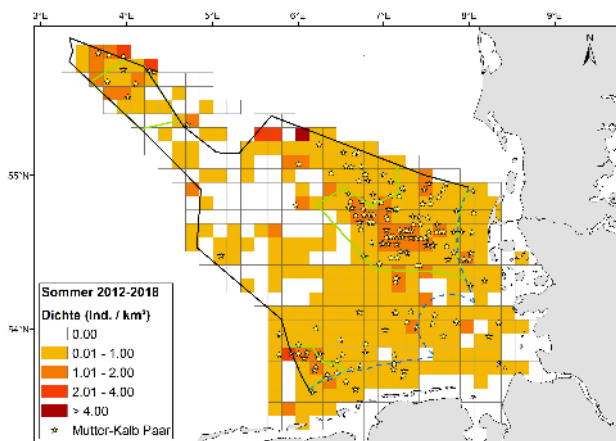 3°E 4°E 5°E 6°E 7°E 8°E 9°E
N
55°N
54°N
Sommer 2012-2018
Dichte (Ind. / km²)
0.00
0.01 - 1.00
1.01 - 2.00
2.01 - 4.00
> 4.00
Mutter-Kalb Paar